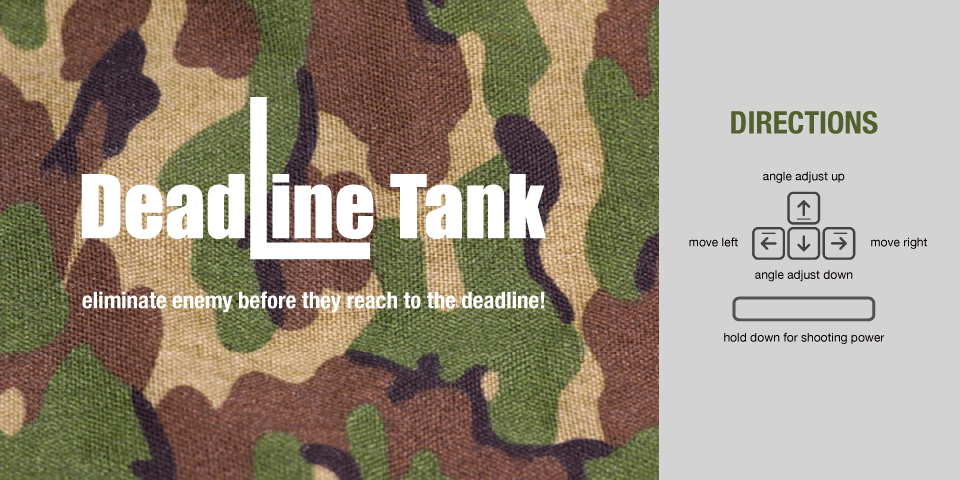 DeadLine Tank
eliminate enemy before they reach to the deadline!
DIRECTIONS
angle adjust up
move left
move right
angle adjust down
hold down for shooting power